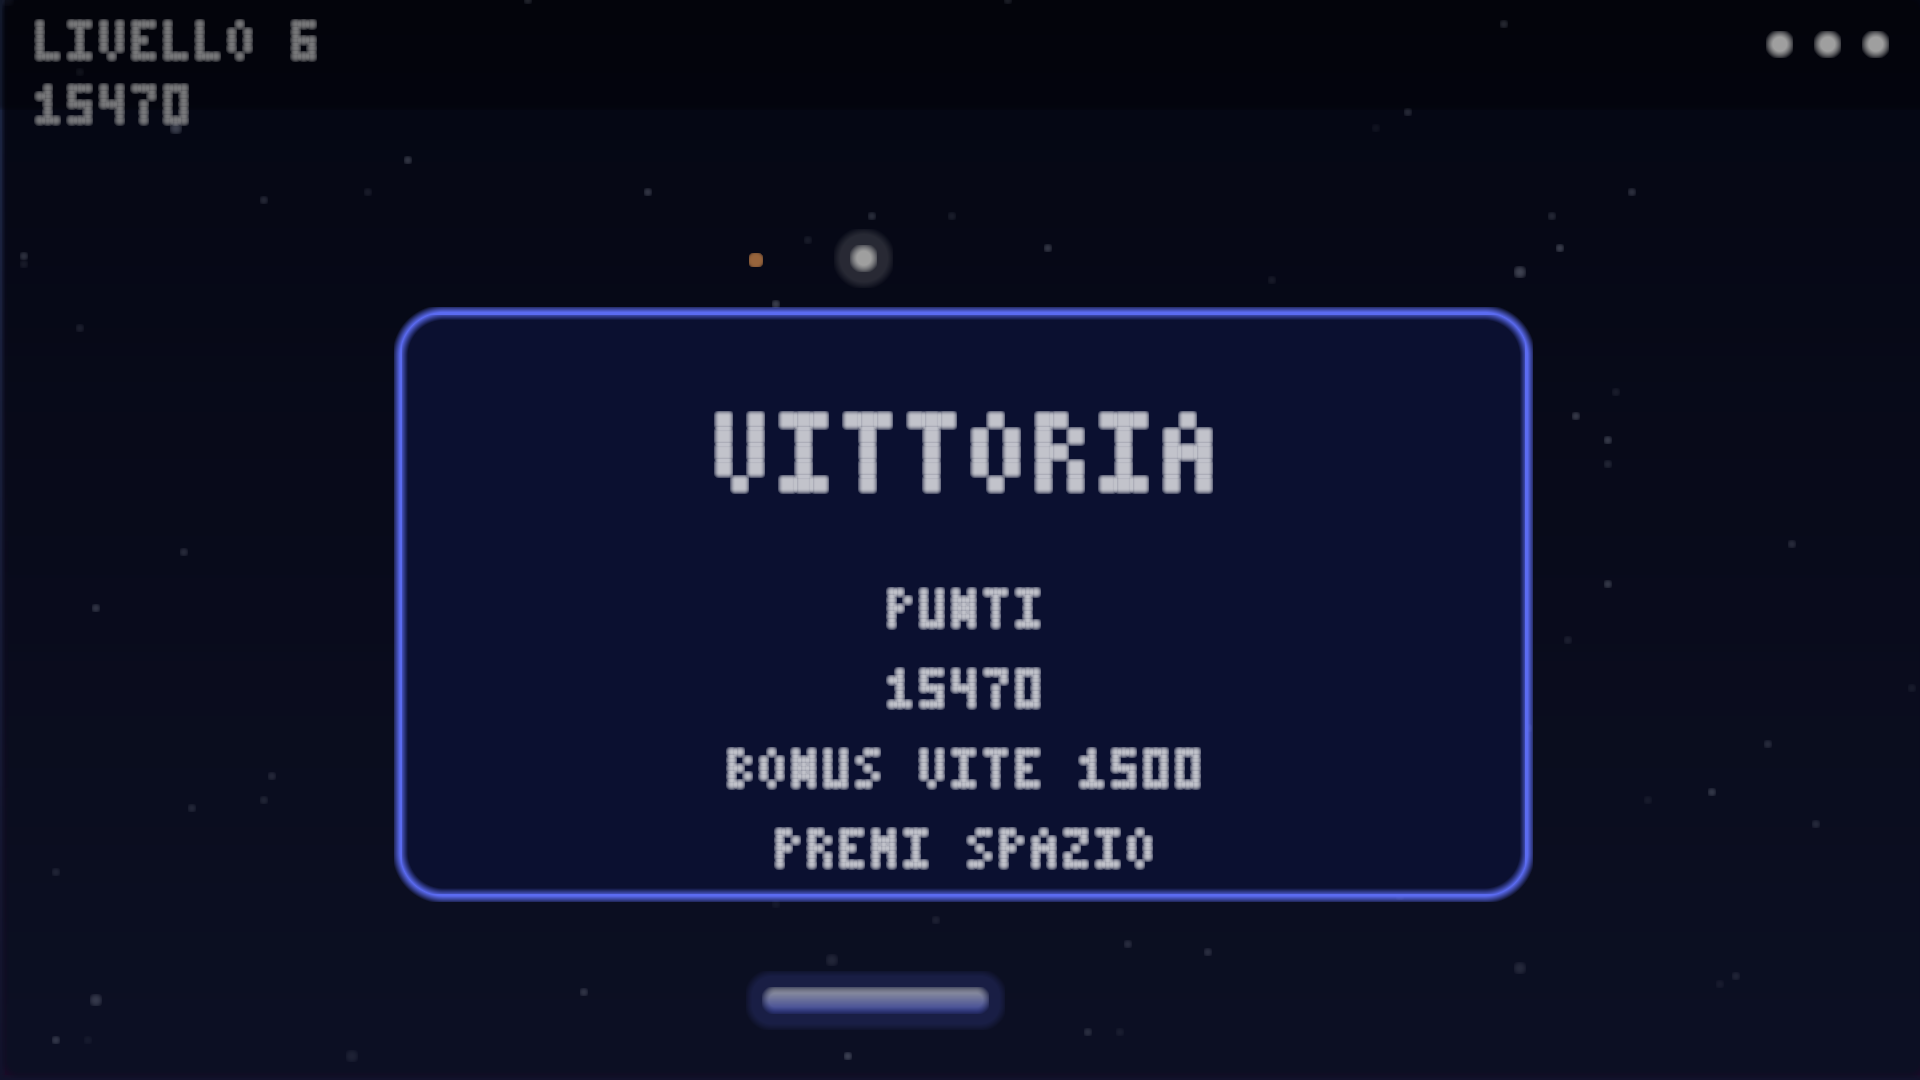 LIVELLO 6
15470
VITTORIA
PUNTI
15470
BONUS VITE 1500
PREMI SPAZIO